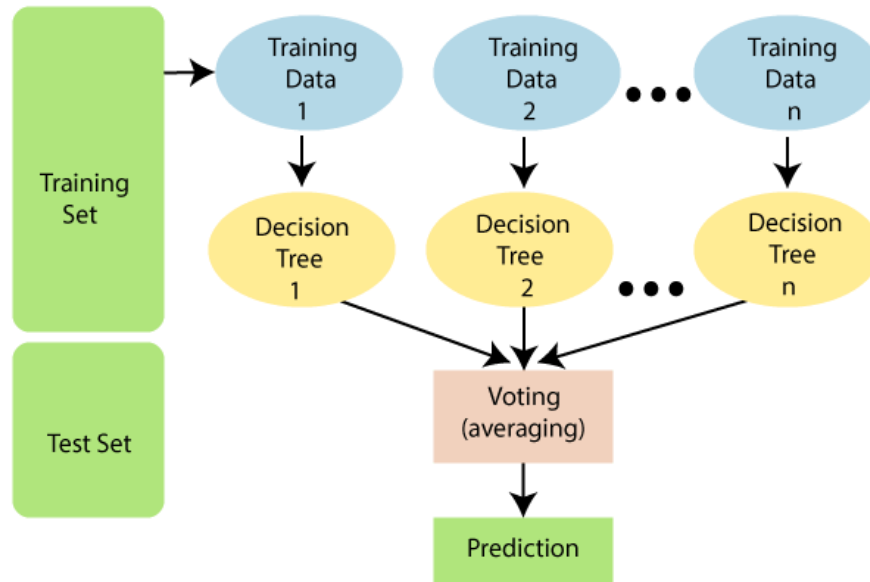 Training
Set
Test Set
Training
Data
1
Training
Data
2
Training
Data
n
Decision
Tree
1
Decision
Tree
2
Decision
Tree
n
Voting
(averaging)
Prediction